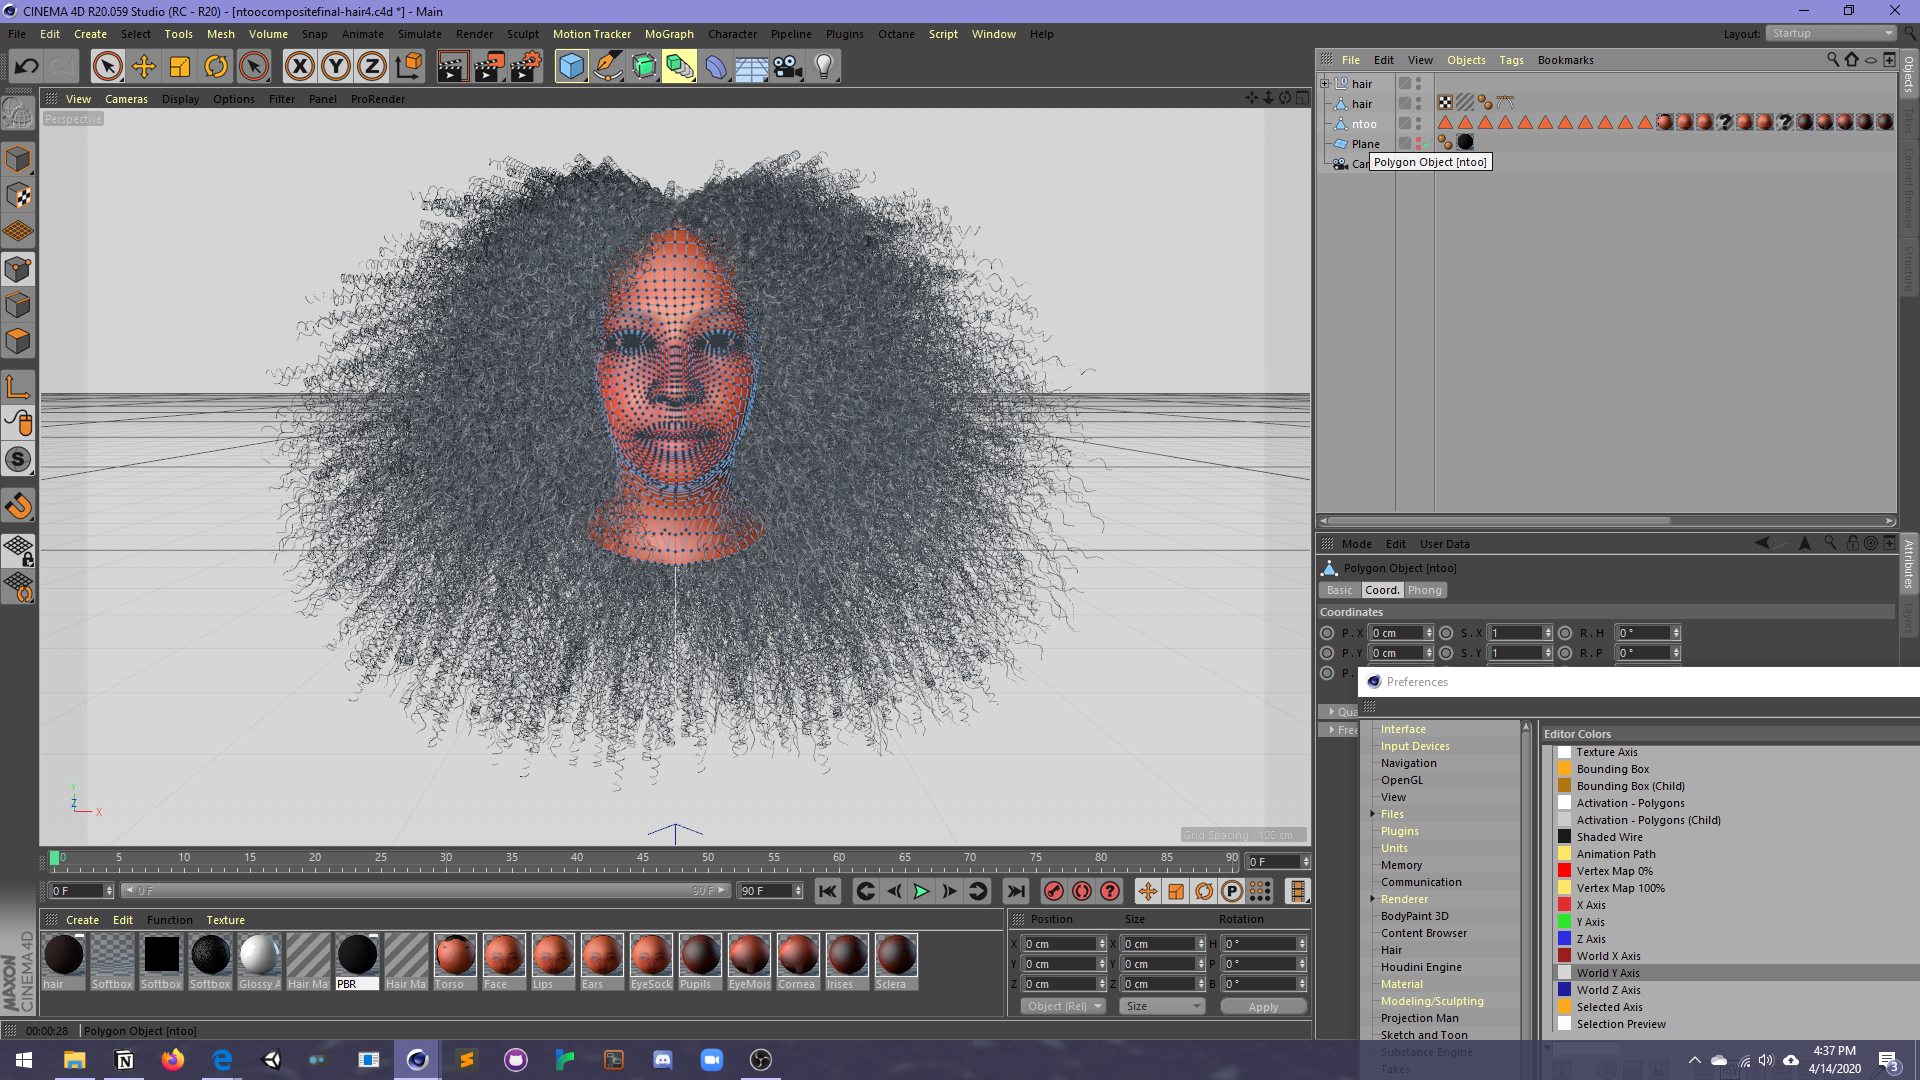 CINEMA 4D R20.059 Studio (RC - R20) - [ntoocompositefinal-hair4.c4d *] - Main
File Edit Create Select Tools Mesh Volume Snap Animate Simulate Render Sculpt Motion Tracker MoGraph Character Pipeline Plugins Octane Script Window Help
Layout: Startup
View Cameras Display Options Filter Panel ProRender
Perspective
Grid Spacing : 100 cm
Y
Z
X
File Edit View Objects Tags Bookmarks
hair
hair
ntoo
Plane
Polygon Object [ntoo]
Objects
Takes
Content Browser
Structure
Mode Edit User Data
Polygon Object [ntoo]
Basic Coord. Phong
Coordinates
P . X 0 cm S . X 1 R . H 0 °
P . Y 0 cm S . Y 1 R . P 0 °
Attributes
Layers
Preferences
Interface
Input Devices
Navigation
OpenGL
View
Files
Plugins
Units
Memory
Communication
Renderer
BodyPaint 3D
Content Browser
Hair
Houdini Engine
Material
Modeling/Sculpting
Projection Man
Sketch and Toon
Substance Engine
Takes
Editor Colors
Texture Axis
Bounding Box
Bounding Box (Child)
Activation - Polygons
Activation - Polygons (Child)
Shaded Wire
Animation Path
Vertex Map 0%
Vertex Map 100%
X Axis
Y Axis
Z Axis
World X Axis
World Y Axis
World Z Axis
Selected Axis
Selection Preview
0 5 10 15 20 25 30 35 40 45 50 55 60 65 70 75 80 85 90 0 F
0 F 0 F 90 F 90 F
Create Edit Function Texture
hair Softbox Softbox Softbox Glossy A Hair Ma PBR Hair Ma Torso Face Lips Ears EyeSock Pupils EyeMois Cornea Irises Sclera
Position Size Rotation
X 0 cm X 0 cm H 0 °
Y 0 cm Y 0 cm P 0 °
Z 0 cm Z 0 cm B 0 °
Object (Rel) Size Apply
MAXON
CINEMA 4D
00:00:28 Polygon Object [ntoo]
4:37 PM
4/14/2020
3